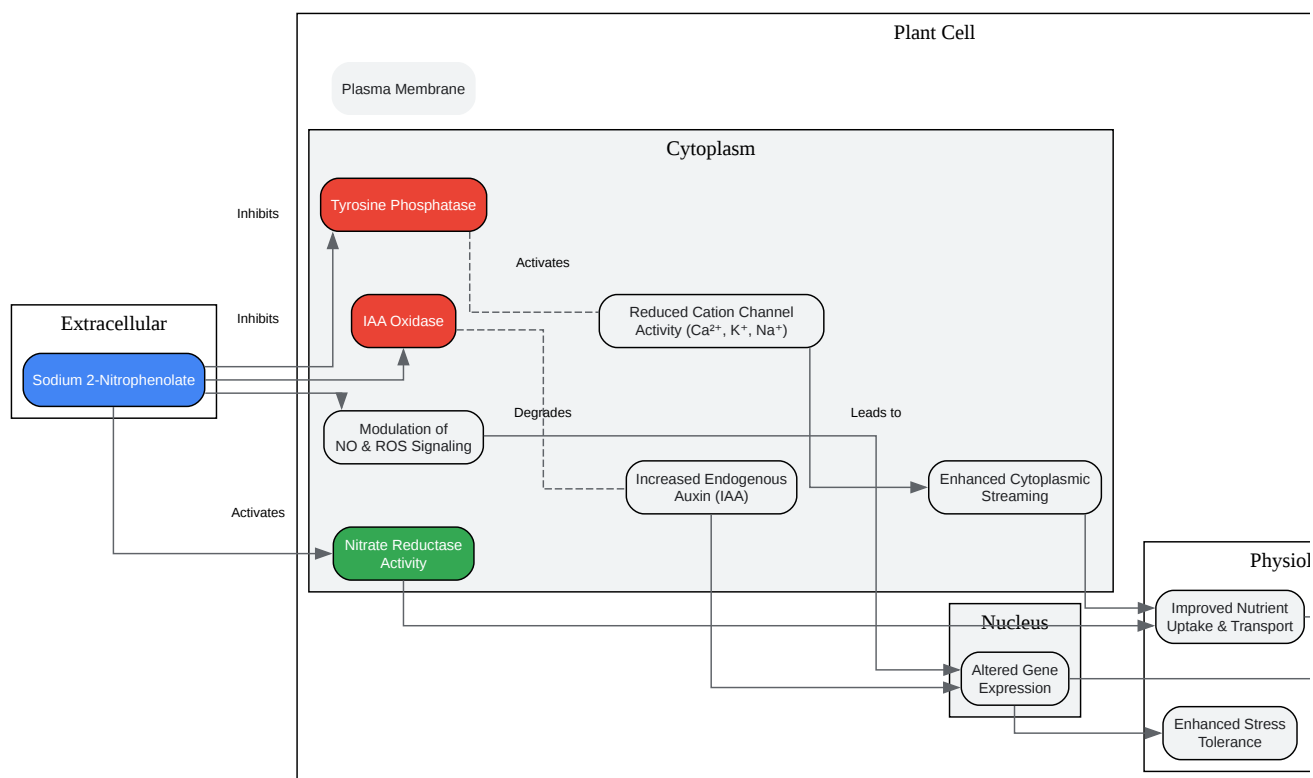 Plant Cell
Plasma Membrane
Cytoplasm
Tyrosine Phosphatase
Inhibits
Activates
Extracellular
Inhibits
IAA Oxidase
Reduced Cation Channel
Activity (Ca²⁺, K⁺, Na⁺)
Sodium 2-Nitrophenolate
Modulation of
NO & ROS Signaling
Degrades
Leads to
Increased Endogenous
Auxin (IAA)
Enhanced Cytoplasmic
Streaming
Activates
Nitrate Reductase
Activity
Physiol
Nucleus
Improved Nutrient
Uptake & Transport
Altered Gene
Expression
Enhanced Stress
Tolerance